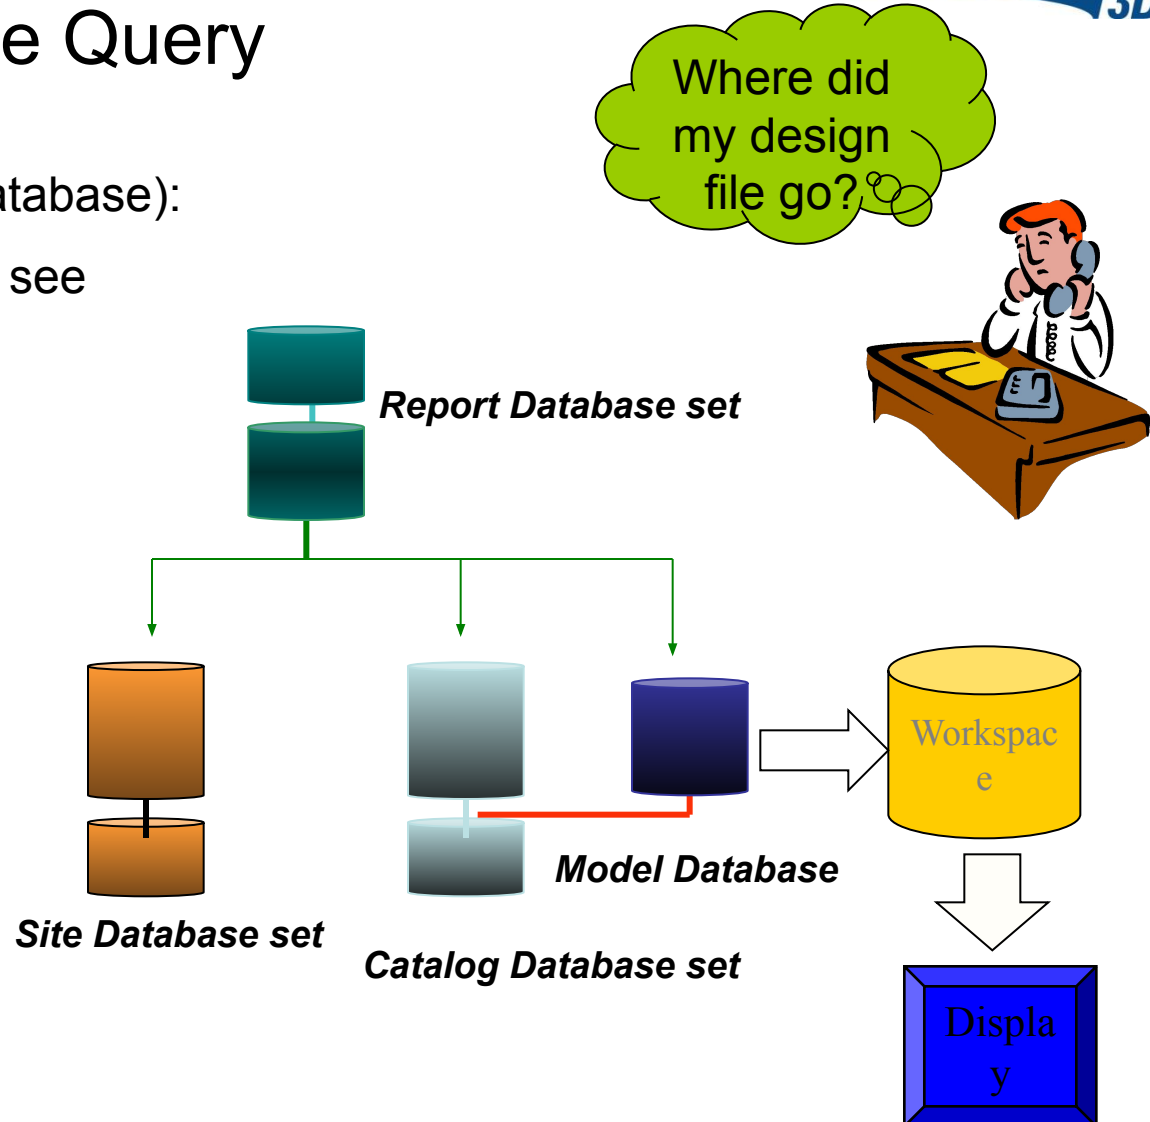 e Query
3D
Where did
my design
file go?
atabase):
see
Report Database set
Workspac
e
Model Database
Site Database set
Catalog Database set
Displa
y